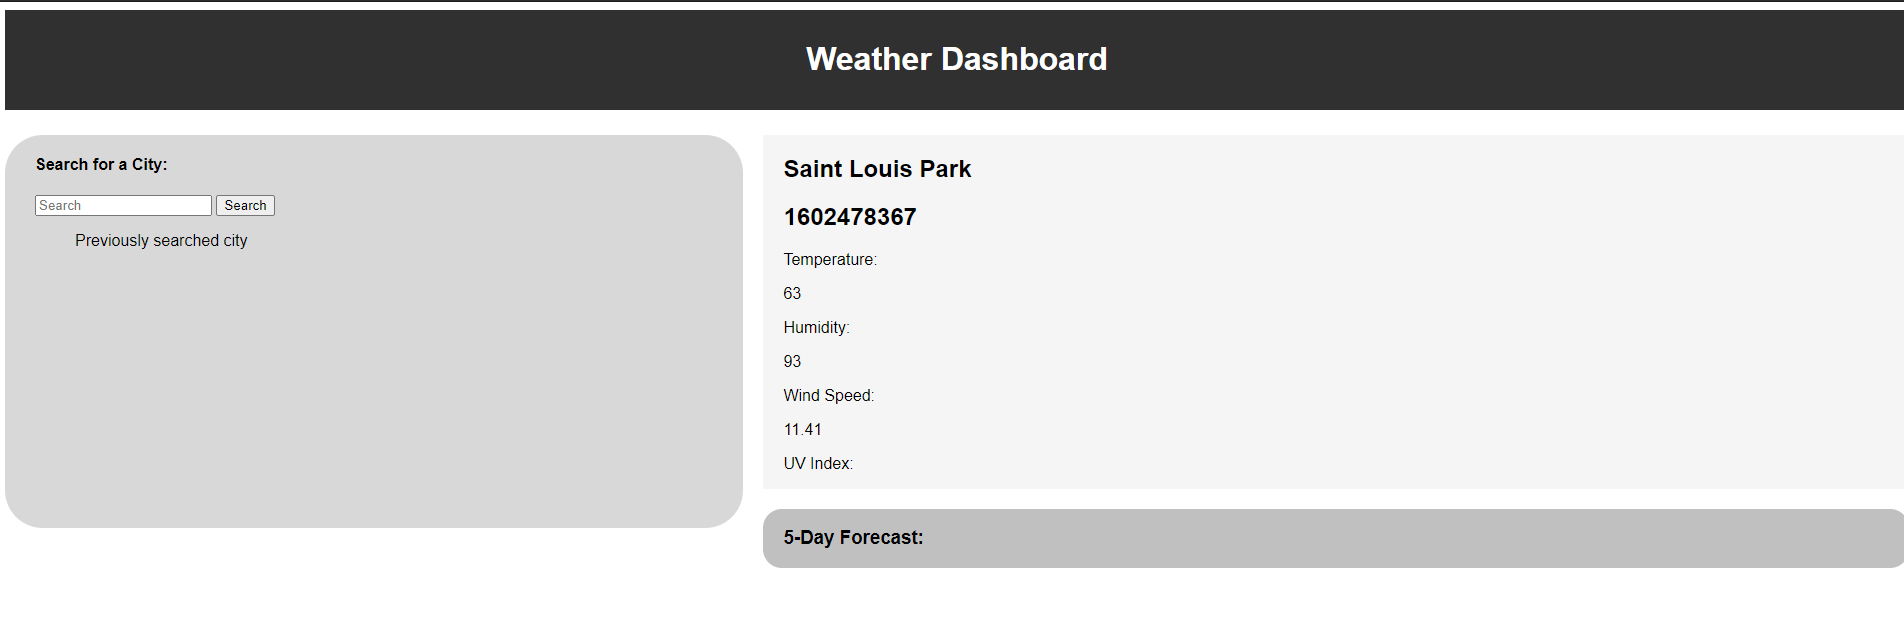 Weather Dashboard
Search for a City:
Search Search
Previously searched city
Saint Louis Park
1602478367
Temperature:
63
Humidity:
93
Wind Speed:
11.41
UV Index:
5-Day Forecast: